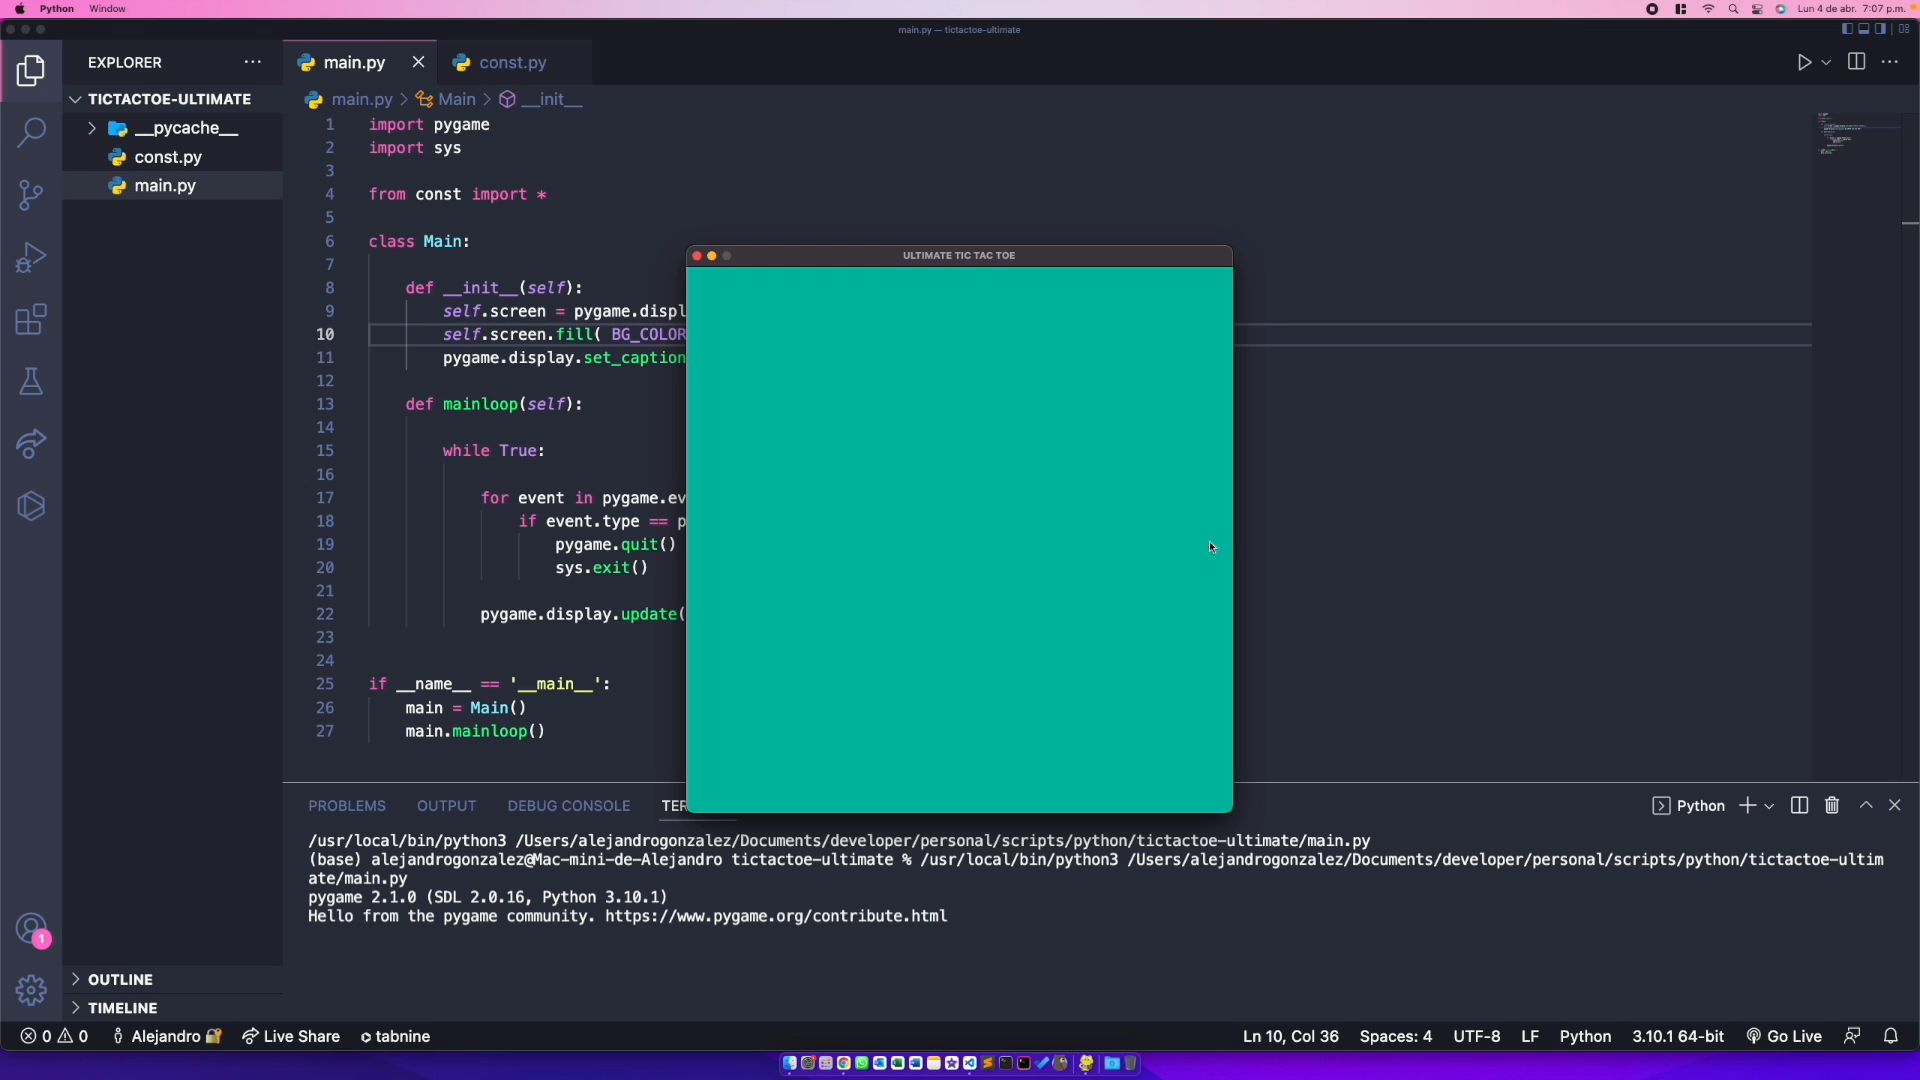 Python Window
Lun 4 de abr. 7:07 p.m.
main.py — tictactoe-ultimate
EXPLORER
main.py
const.py
TICTACTOE-ULTIMATE
main.py > Main > __init__
__pycache__
const.py
main.py
1 import pygame
2 import sys
3
4 from const import *
5
6 class Main:
7
8 def __init__(self):
9 self.screen = pygame.displ
10 self.screen.fill( BG_COLOR
11 pygame.display.set_caption
12
13 def mainloop(self):
14
15 while True:
16
17 for event in pygame.ev
18 if event.type == p
19 pygame.quit()
20 sys.exit()
21
22 pygame.display.update(
23
24
25 if __name__ == '__main__':
26 main = Main()
27 main.mainloop()
ULTIMATE TIC TAC TOE
PROBLEMS OUTPUT DEBUG CONSOLE TER
Python
/usr/local/bin/python3 /Users/alejandrogonzalez/Documents/developer/personal/scripts/python/tictactoe-ultimate/main.py
(base) alejandrogonzalez@Mac-mini-de-Alejandro tictactoe-ultimate % /usr/local/bin/python3 /Users/alejandrogonzalez/Documents/developer/personal/scripts/python/tictactoe-ultim
ate/main.py
pygame 2.1.0 (SDL 2.0.16, Python 3.10.1)
Hello from the pygame community. https://www.pygame.org/contribute.html
1
OUTLINE
TIMELINE
0 0 Alejandro Live Share tabnine
Ln 10, Col 36 Spaces: 4 UTF-8 LF Python 3.10.1 64-bit Go Live